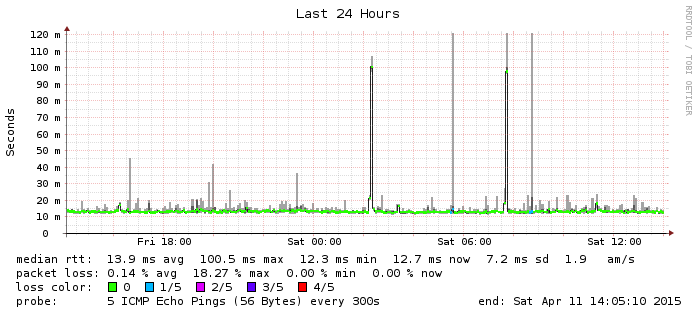 Last 24 Hours
RRDTOOL / TOBI OETIKER
Seconds
120 m
110 m
100 m
90 m
80 m
70 m
60 m
50 m
40 m
30 m
20 m
10 m
0
Fri 18:00 Sat 00:00 Sat 06:00 Sat 12:00
median rtt: 13.9 ms avg 100.5 ms max 12.3 ms min 12.7 ms now 7.2 ms sd 1.9 am/s
packet loss: 0.14 % avg 18.27 % max 0.00 % min 0.00 % now
loss color: 0 1/5 2/5 3/5 4/5
probe: 5 ICMP Echo Pings (56 Bytes) every 300s end: Sat Apr 11 14:05:10 2015